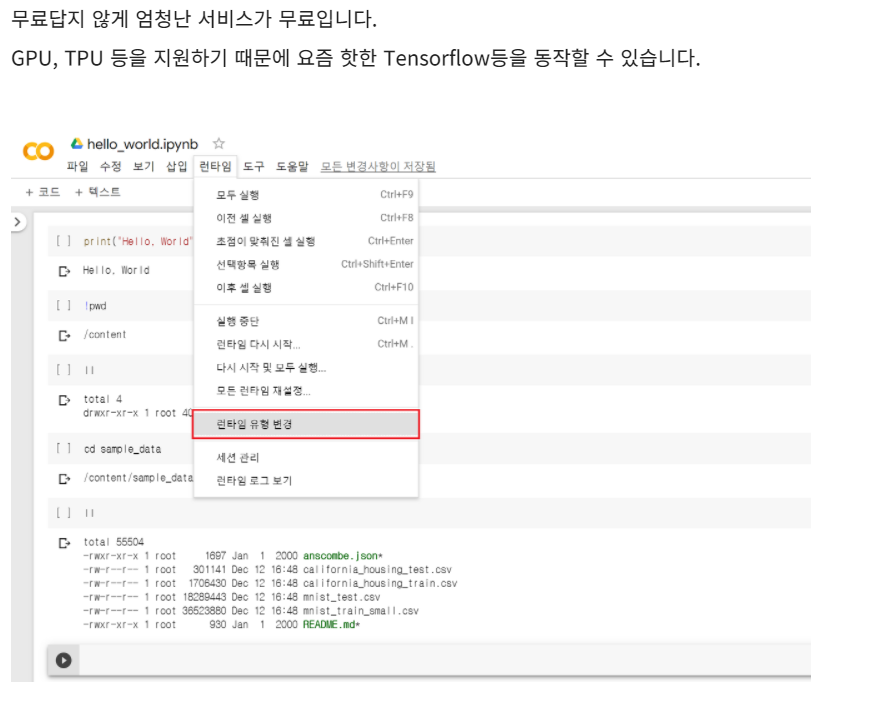 무료답지 않게 엄청난 서비스가 무료입니다.
GPU, TPU 등을 지원하기 때문에 요즘 핫한 Tensorflow등을 동작할 수 있습니다.
hello_world.ipynb
파일 수정 보기 삽입 런타임 도구 도움말 모든 변경사항이 저장됨
+ 코드 + 텍스트
모두 실행 Ctrl+F9
이전 셀 실행 Ctrl+F8
초점이 맞춰진 셀 실행 Ctrl+Enter
선택항목 실행 Ctrl+Shift+Enter
이후 셀 실행 Ctrl+F10
실행 중단 Ctrl+M I
런타임 다시 시작... Ctrl+M .
다시 시작 및 모두 실행...
모든 런타임 재설정...
런타임 유형 변경
세션 관리
런타임 로그 보기
[ ] print("Hello, World"
Hello, World
[ ] !pwd
/content
[ ] ll
total 4
drwxr-xr-x 1 root 40
[ ] cd sample_data
/content/sample_data
[ ] ll
total 55504
-rwxr-xr-x 1 root 1697 Jan 1 2000 anscombe.json*
-rw-r--r-- 1 root 301141 Dec 12 16:48 california_housing_test.csv
-rw-r--r-- 1 root 1706430 Dec 12 16:48 california_housing_train.csv
-rw-r--r-- 1 root 18289443 Dec 12 16:48 mnist_test.csv
-rw-r--r-- 1 root 36523880 Dec 12 16:48 mnist_train_small.csv
-rwxr-xr-x 1 root 930 Jan 1 2000 README.md*